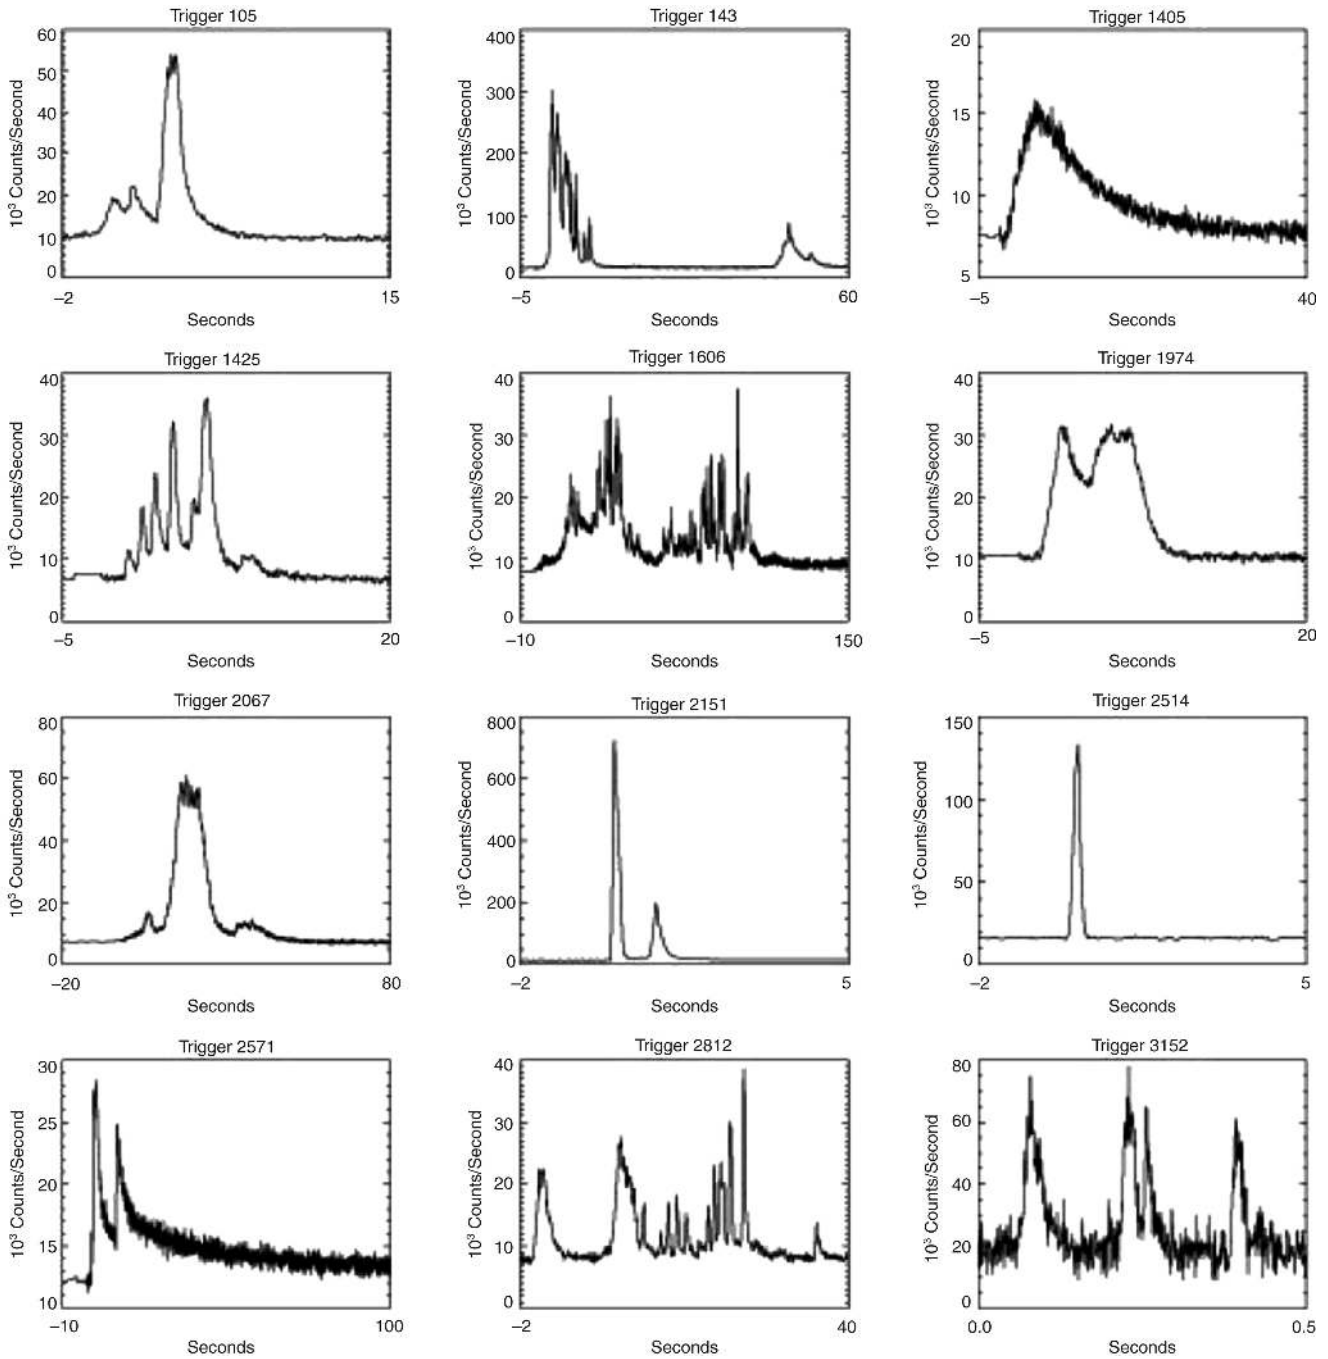 Trigger 105
10³ Counts/Second
60
50
40
30
20
10
0
–2
15
Seconds
Trigger 143
10³ Counts/Second
400
300
200
100
0
–5
60
Seconds
Trigger 1405
10³ Counts/Second
20
15
10
5
–5
40
Seconds
Trigger 1425
10³ Counts/Second
40
30
20
10
0
–5
20
Seconds
Trigger 1606
10³ Counts/Second
40
30
20
10
0
–10
150
Seconds
Trigger 1974
10³ Counts/Second
40
30
20
10
0
–5
20
Seconds
Trigger 2067
10³ Counts/Second
80
60
40
20
0
–20
80
Seconds
Trigger 2151
10³ Counts/Second
800
600
400
200
0
–2
5
Seconds
Trigger 2514
10³ Counts/Second
150
100
50
0
–2
5
Seconds
Trigger 2571
10³ Counts/Second
30
25
20
15
10
–10
100
Seconds
Trigger 2812
10³ Counts/Second
40
30
20
10
0
–2
40
Seconds
Trigger 3152
10³ Counts/Second
80
60
40
20
0
0.0
0.5
Seconds